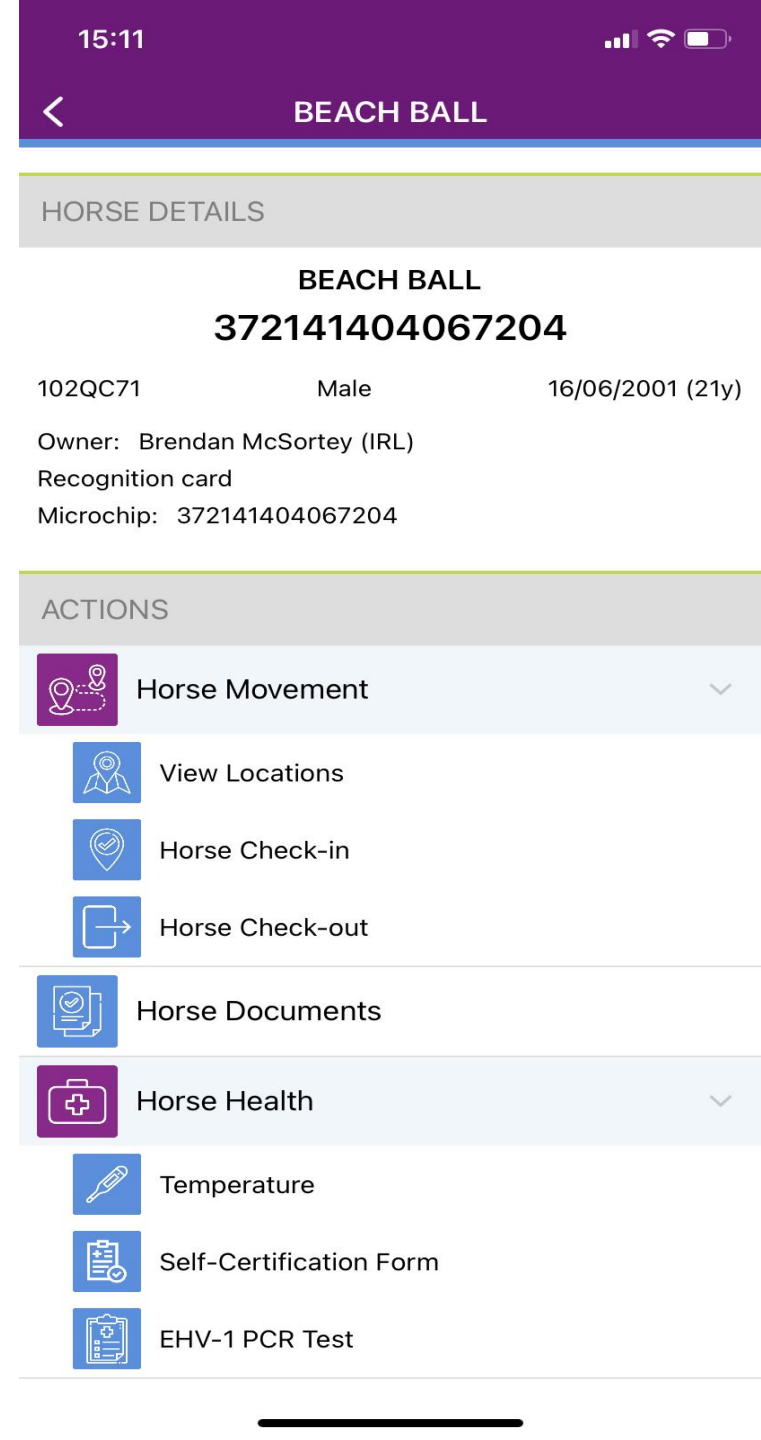 15:11
BEACH BALL
HORSE DETAILS
BEACH BALL
372141404067204
102QC71 Male 16/06/2001 (21y)
Owner: Brendan McSortey (IRL)
Recognition card
Microchip: 372141404067204
ACTIONS
Horse Movement
View Locations
Horse Check-in
Horse Check-out
Horse Documents
Horse Health
Temperature
Self-Certification Form
EHV-1 PCR Test